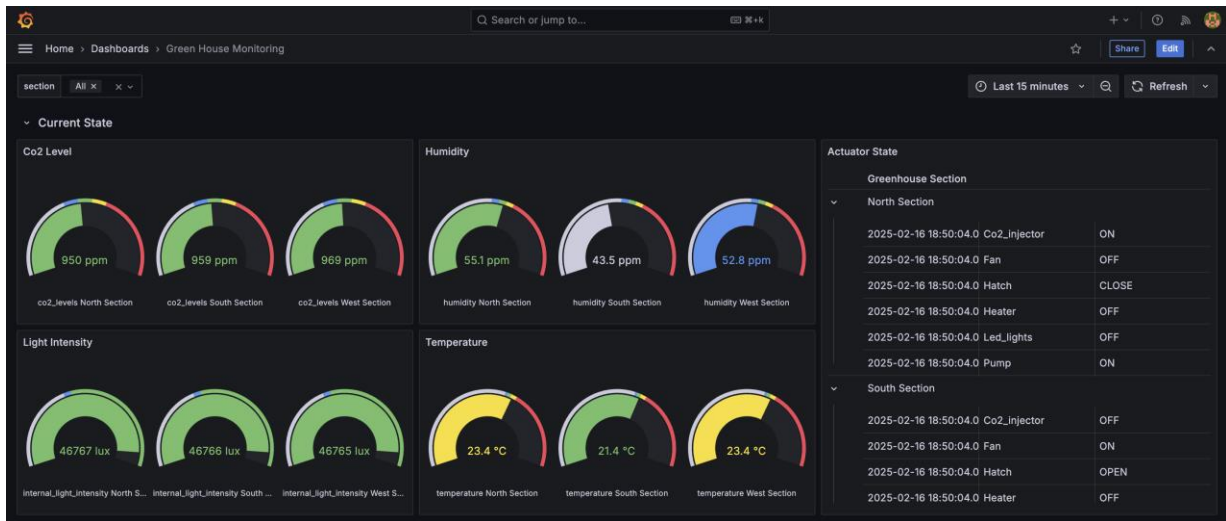 Search or jump to... ⌘+k
Home › Dashboards › Green House Monitoring
Share Edit
section All × ×
Last 15 minutes Refresh
Current State
Co2 Level
950 ppm 959 ppm 969 ppm
co2_levels North Section co2_levels South Section co2_levels West Section
Humidity
55.1 ppm 43.5 ppm 52.8 ppm
humidity North Section humidity South Section humidity West Section
Light Intensity
46767 lux 46766 lux 46765 lux
internal_light_intensity North S... internal_light_intensity South ... internal_light_intensity West S...
Temperature
23.4 °C 21.4 °C 23.4 °C
temperature North Section temperature South Section temperature West Section
Actuator State
Greenhouse Section
North Section
2025-02-16 18:50:04.0 Co2_injector ON
2025-02-16 18:50:04.0 Fan OFF
2025-02-16 18:50:04.0 Hatch CLOSE
2025-02-16 18:50:04.0 Heater OFF
2025-02-16 18:50:04.0 Led_lights OFF
2025-02-16 18:50:04.0 Pump ON
South Section
2025-02-16 18:50:04.0 Co2_injector OFF
2025-02-16 18:50:04.0 Fan ON
2025-02-16 18:50:04.0 Hatch OPEN
2025-02-16 18:50:04.0 Heater OFF